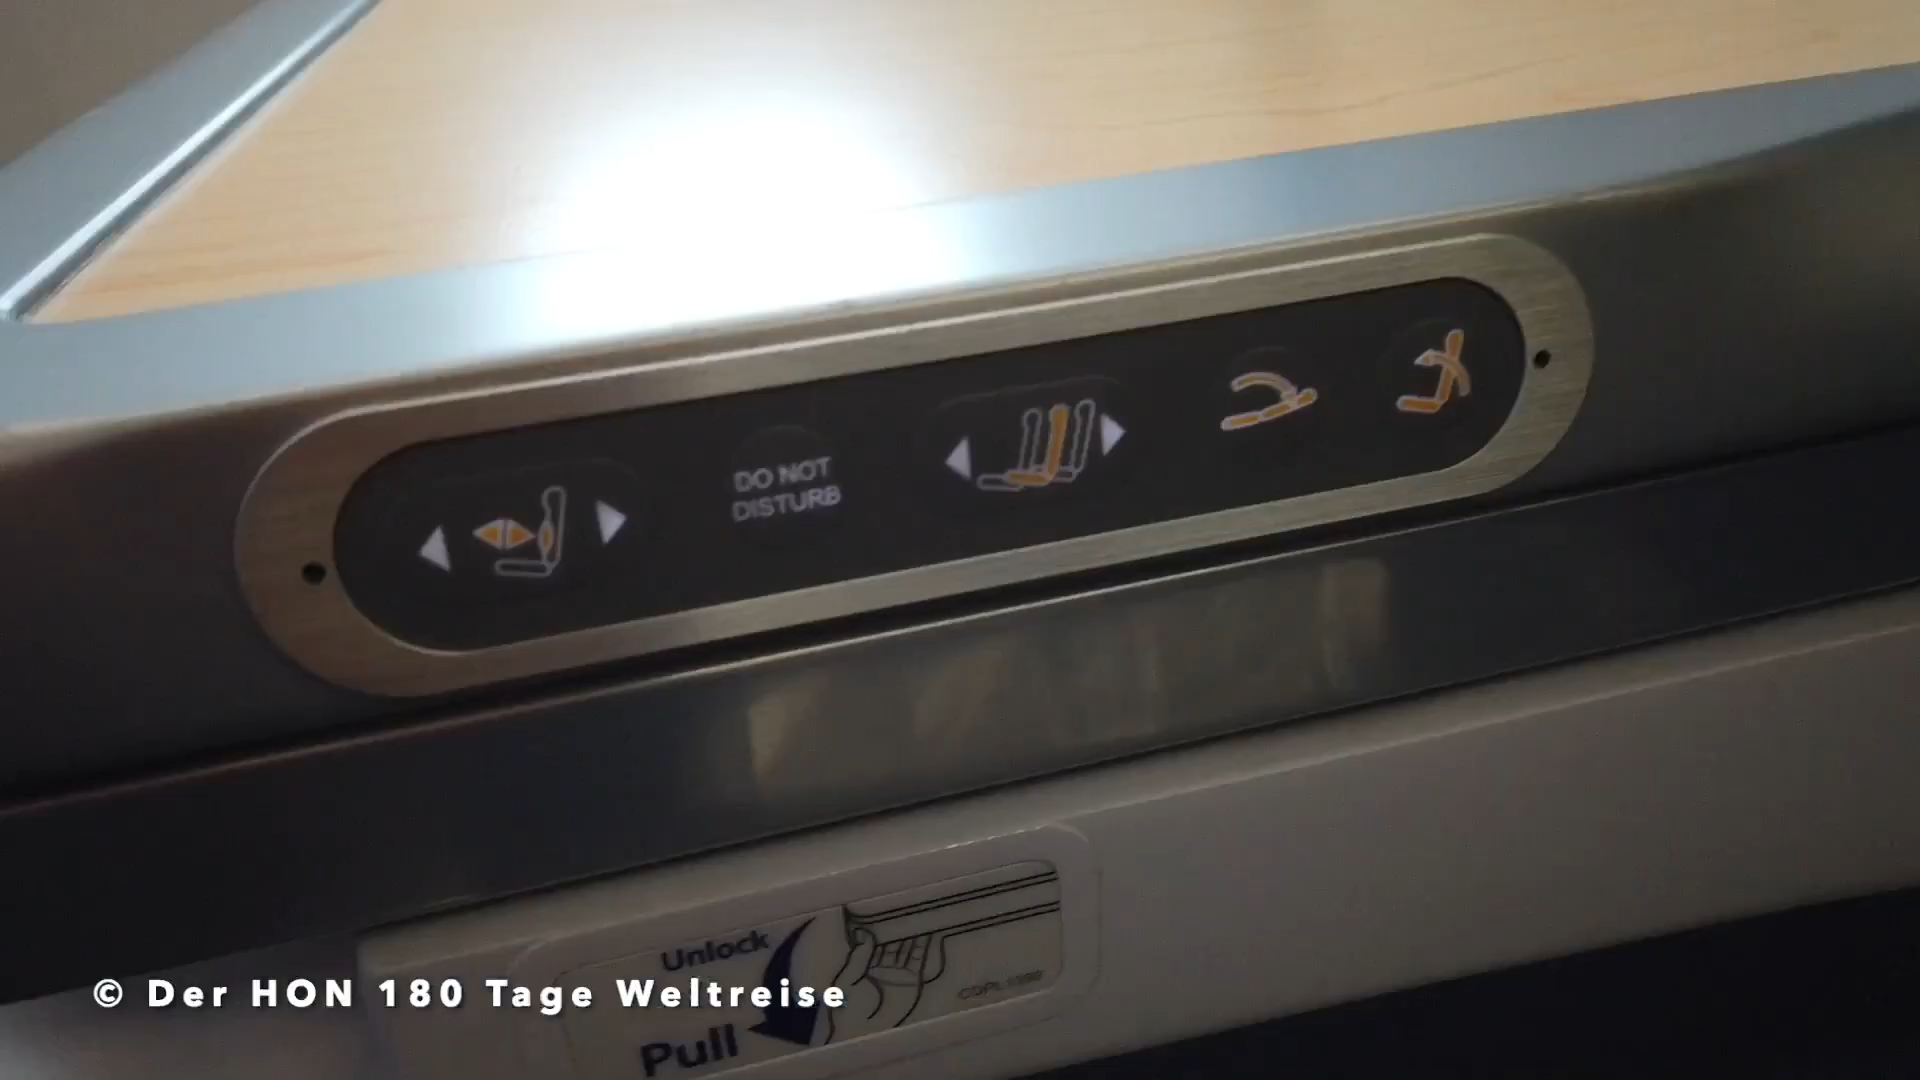 DO NOT
DISTURB
Unlock
Pull
© Der HON 180 Tage Weltreise